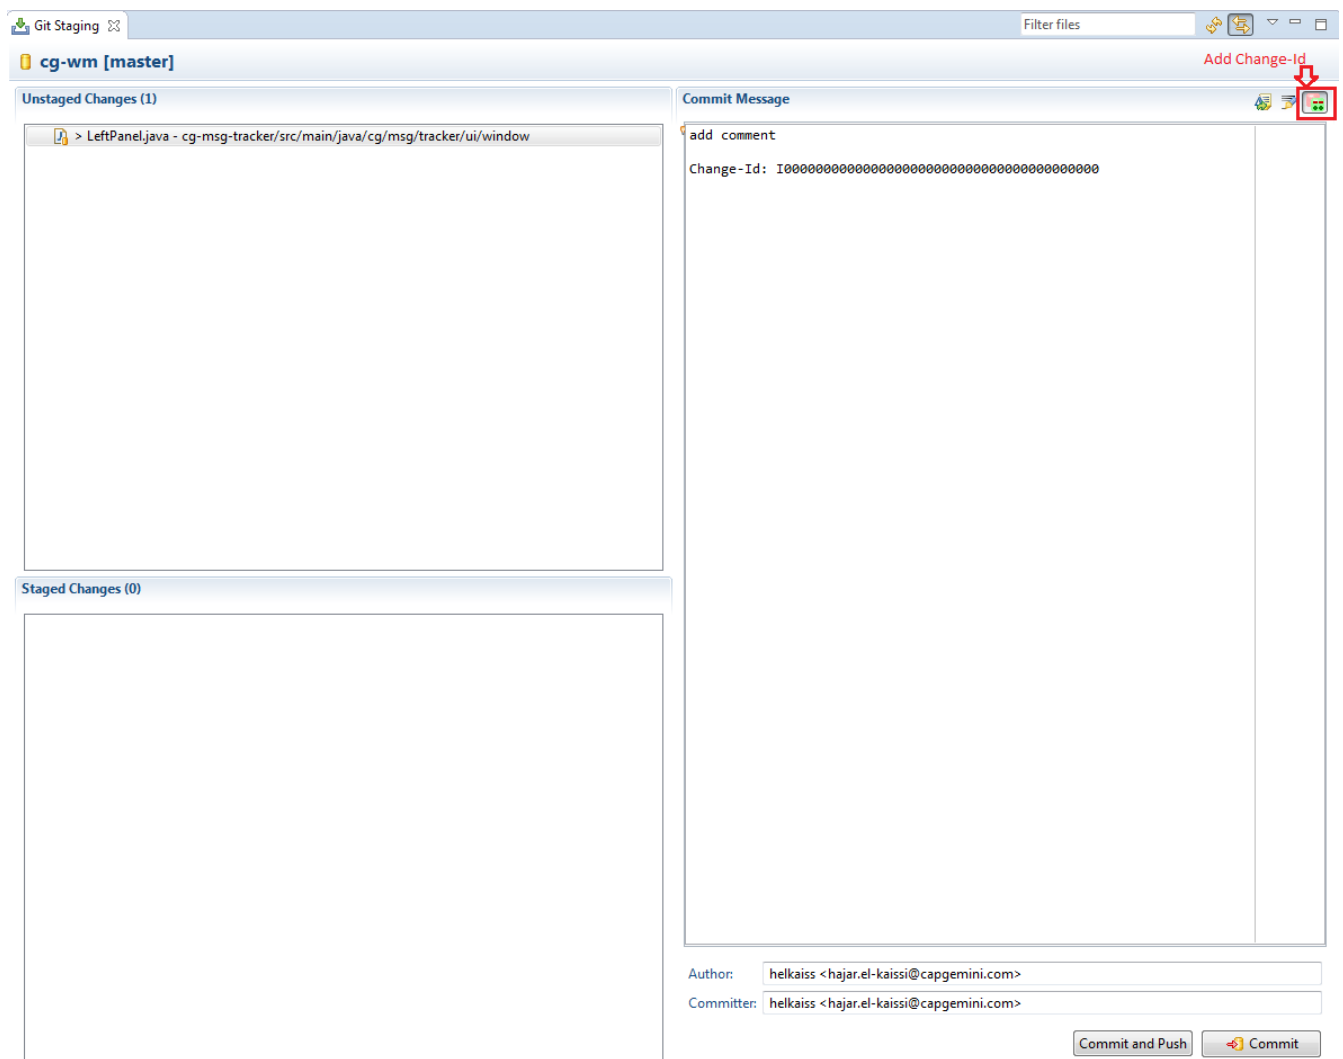 Git Staging
Filter files
cg-wm [master]
Add Change-Id
Unstaged Changes (1)
> LeftPanel.java - cg-msg-tracker/src/main/java/cg/msg/tracker/ui/window
Staged Changes (0)
Commit Message
add comment
Change-Id: I0000000000000000000000000000000000000000
Author: helkaiss <hajar.el-kaissi@capgemini.com>
Committer: helkaiss <hajar.el-kaissi@capgemini.com>
Commit and Push
Commit